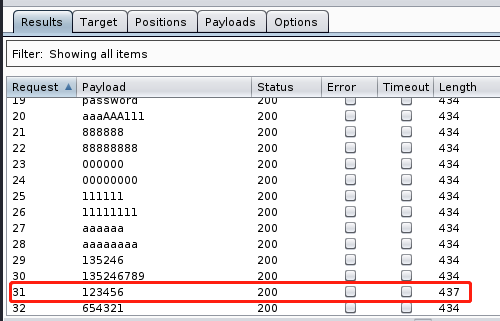 Results Target Positions Payloads Options
Filter: Showing all items
Request Payload Status Error Timeout Length
19 password 200 434
20 aaaAAA111 200 434
21 888888 200 434
22 88888888 200 434
23 000000 200 434
24 00000000 200 434
25 111111 200 434
26 11111111 200 434
27 aaaaaa 200 434
28 aaaaaaaa 200 434
29 135246 200 434
30 135246789 200 434
31 123456 200 437
32 654321 200 434